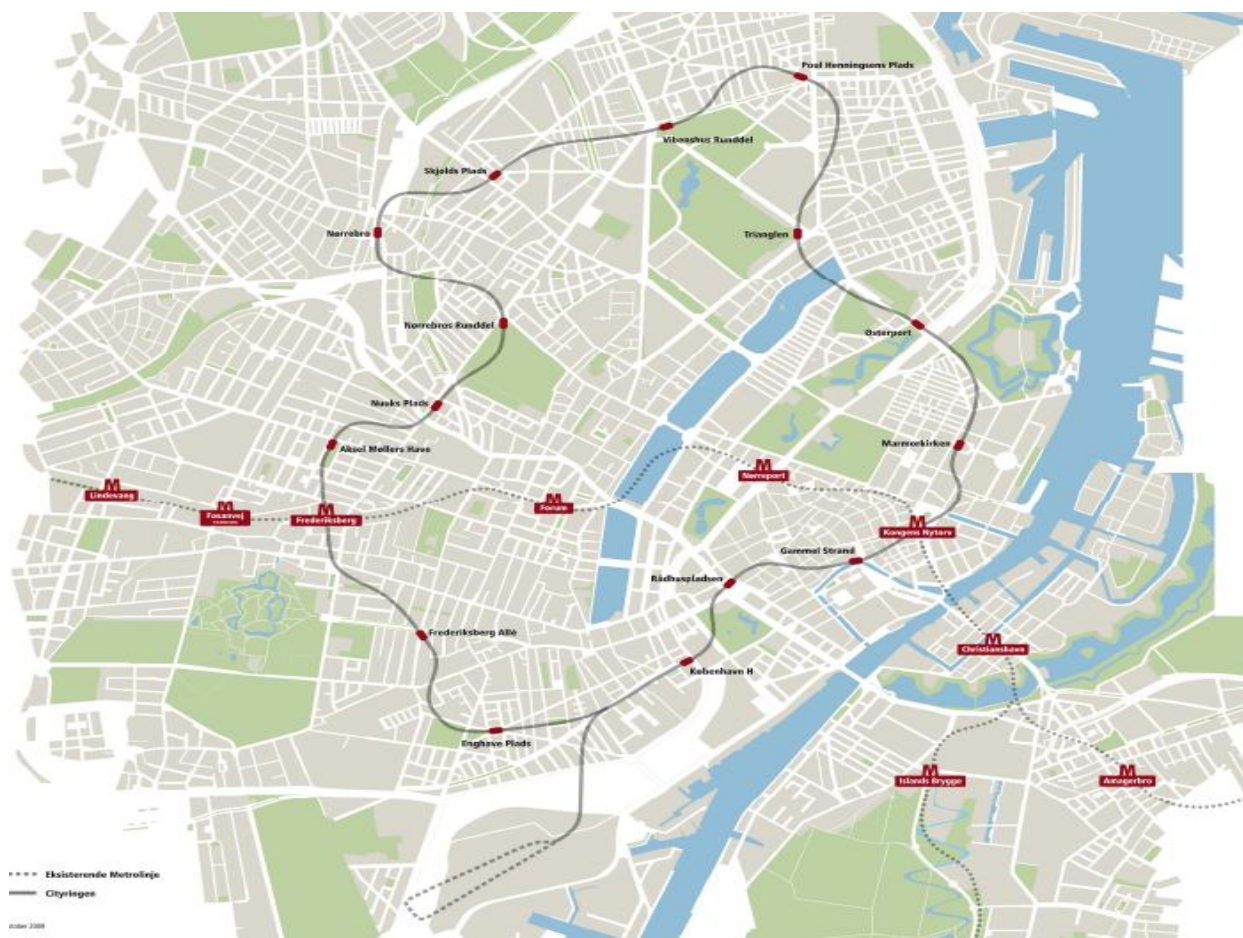 Poul Henningsens Plads
Vibenshus Runddel
Skjolds Plads
Nørrebro
Trianglen
Nørrebros Runddel
Østerport
Nuuks Plads
Aksel Møllers Have
Marmorkirken
Nørreport
Lindevang
Fasanvej
Frederiksberg
Forum
Kongens Nytorv
Gammel Strand
Rådhuspladsen
Frederiksberg Allé
Christianshavn
København H
Enghave Plads
Islands Brygge
Amagerbro
Eksisterende Metrolinje
Cityringen
2009